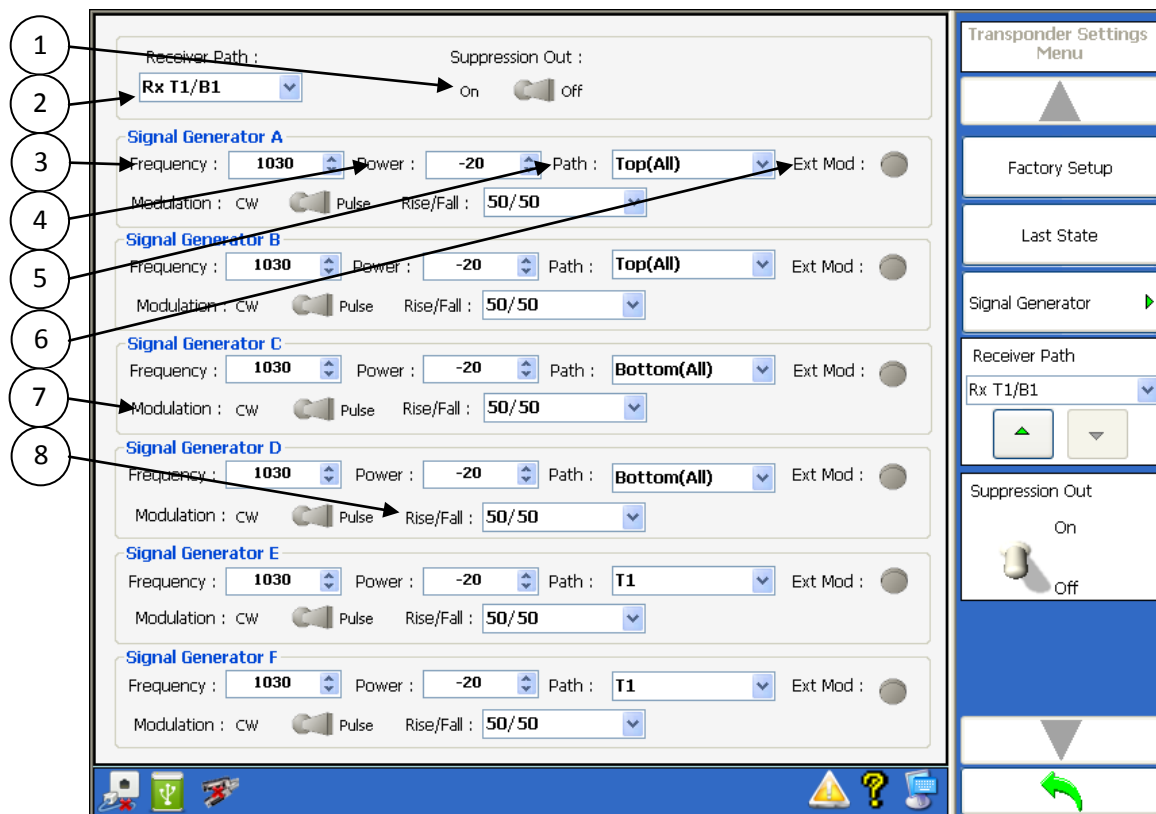 1
2
3
4
5
6
7
8
Receiver Path : Suppression Out :
Rx T1/B1 On Off
Signal Generator A
Frequency : 1030 Power : -20 Path : Top(All) Ext Mod :
Modulation : CW Pulse Rise/Fall : 50/50
Signal Generator B
Frequency : 1030 Power : -20 Path : Top(All) Ext Mod :
Modulation : CW Pulse Rise/Fall : 50/50
Signal Generator C
Frequency : 1030 Power : -20 Path : Bottom(All) Ext Mod :
Modulation : CW Pulse Rise/Fall : 50/50
Signal Generator D
Frequency : 1030 Power : -20 Path : Bottom(All) Ext Mod :
Modulation : CW Pulse Rise/Fall : 50/50
Signal Generator E
Frequency : 1030 Power : -20 Path : T1 Ext Mod :
Modulation : CW Pulse Rise/Fall : 50/50
Signal Generator F
Frequency : 1030 Power : -20 Path : T1 Ext Mod :
Modulation : CW Pulse Rise/Fall : 50/50
Transponder Settings
Menu
Factory Setup
Last State
Signal Generator
Receiver Path
Rx T1/B1
Suppression Out
On
Off